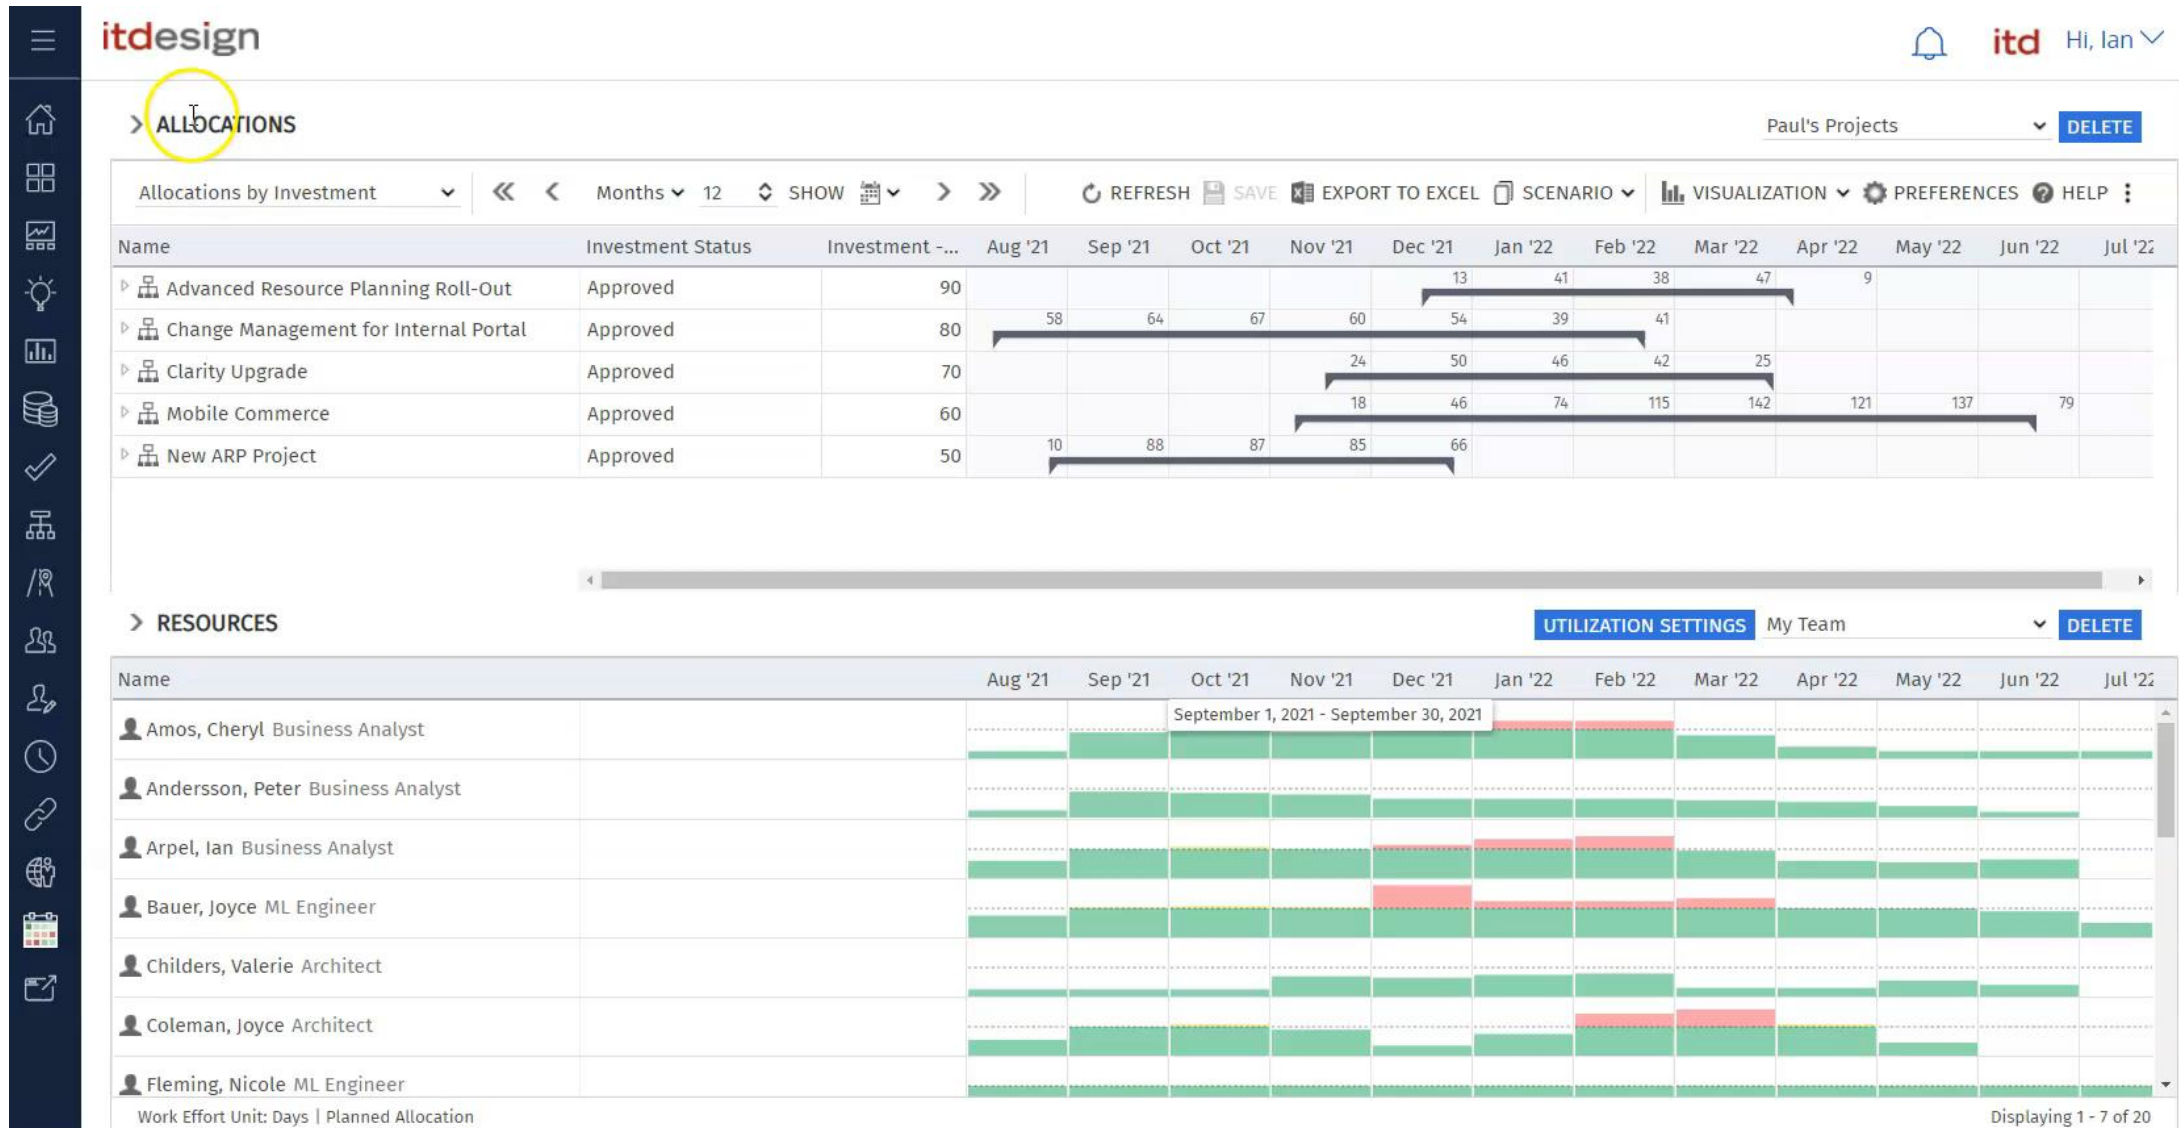 itdesign
itd Hi, Ian
ALLOCATIONS
Paul's Projects DELETE
Allocations by Investment Months 12 SHOW REFRESH SAVE EXPORT TO EXCEL SCENARIO VISUALIZATION PREFERENCES HELP
Name Investment Status Investment -... Aug '21 Sep '21 Oct '21 Nov '21 Dec '21 Jan '22 Feb '22 Mar '22 Apr '22 May '22 Jun '22 Jul '22
Advanced Resource Planning Roll-Out Approved 90 13 41 38 47 9
Change Management for Internal Portal Approved 80 58 64 67 60 54 39 41
Clarity Upgrade Approved 70 24 50 46 42 25
Mobile Commerce Approved 60 18 46 74 115 142 121 137 79
New ARP Project Approved 50 10 88 87 85 66
RESOURCES
UTILIZATION SETTINGS My Team DELETE
Name Aug '21 Sep '21 Oct '21 Nov '21 Dec '21 Jan '22 Feb '22 Mar '22 Apr '22 May '22 Jun '22 Jul '22
September 1, 2021 - September 30, 2021
Amos, Cheryl Business Analyst
Andersson, Peter Business Analyst
Arpel, Ian Business Analyst
Bauer, Joyce ML Engineer
Childers, Valerie Architect
Coleman, Joyce Architect
Fleming, Nicole ML Engineer
Work Effort Unit: Days | Planned Allocation
Displaying 1 - 7 of 20